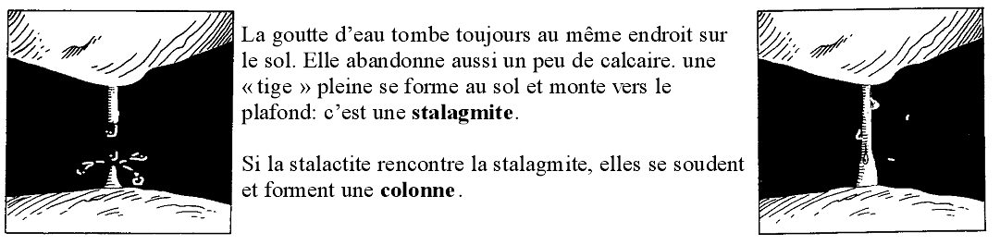 La goutte d'eau tombe toujours au même endroit sur
le sol. Elle abandonne aussi un peu de calcaire. une
« tige » pleine se forme au sol et monte vers le
plafond: c'est une stalagmite.
Si la stalactite rencontre la stalagmite, elles se soudent
et forment une colonne.